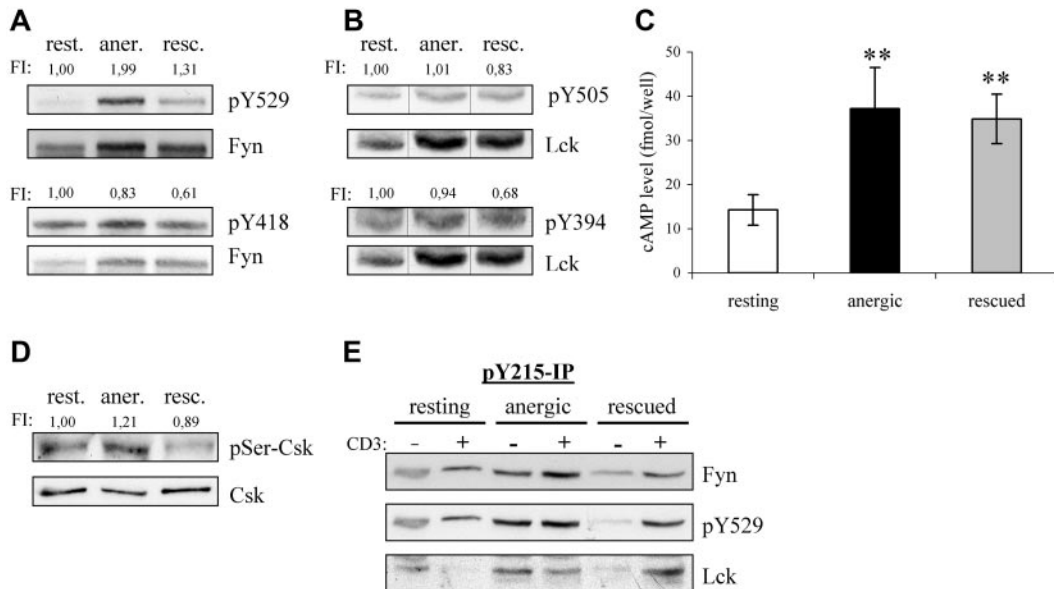 A
rest. aner. resc.
FI: 1,00 1,99 1,31
pY529
Fyn
FI: 1,00 0,83 0,61
pY418
Fyn
B
rest. aner. resc.
FI: 1,00 1,01 0,83
pY505
Lck
FI: 1,00 0,94 0,68
pY394
Lck
C
cAMP level (fmol/well)
50
40
30
20
10
0
**
**
resting anergic rescued
D
rest. aner. resc.
FI: 1,00 1,21 0,89
pSer-Csk
Csk
E
pY215-IP
resting anergic rescued
CD3: - + - + - +
Fyn
pY529
Lck